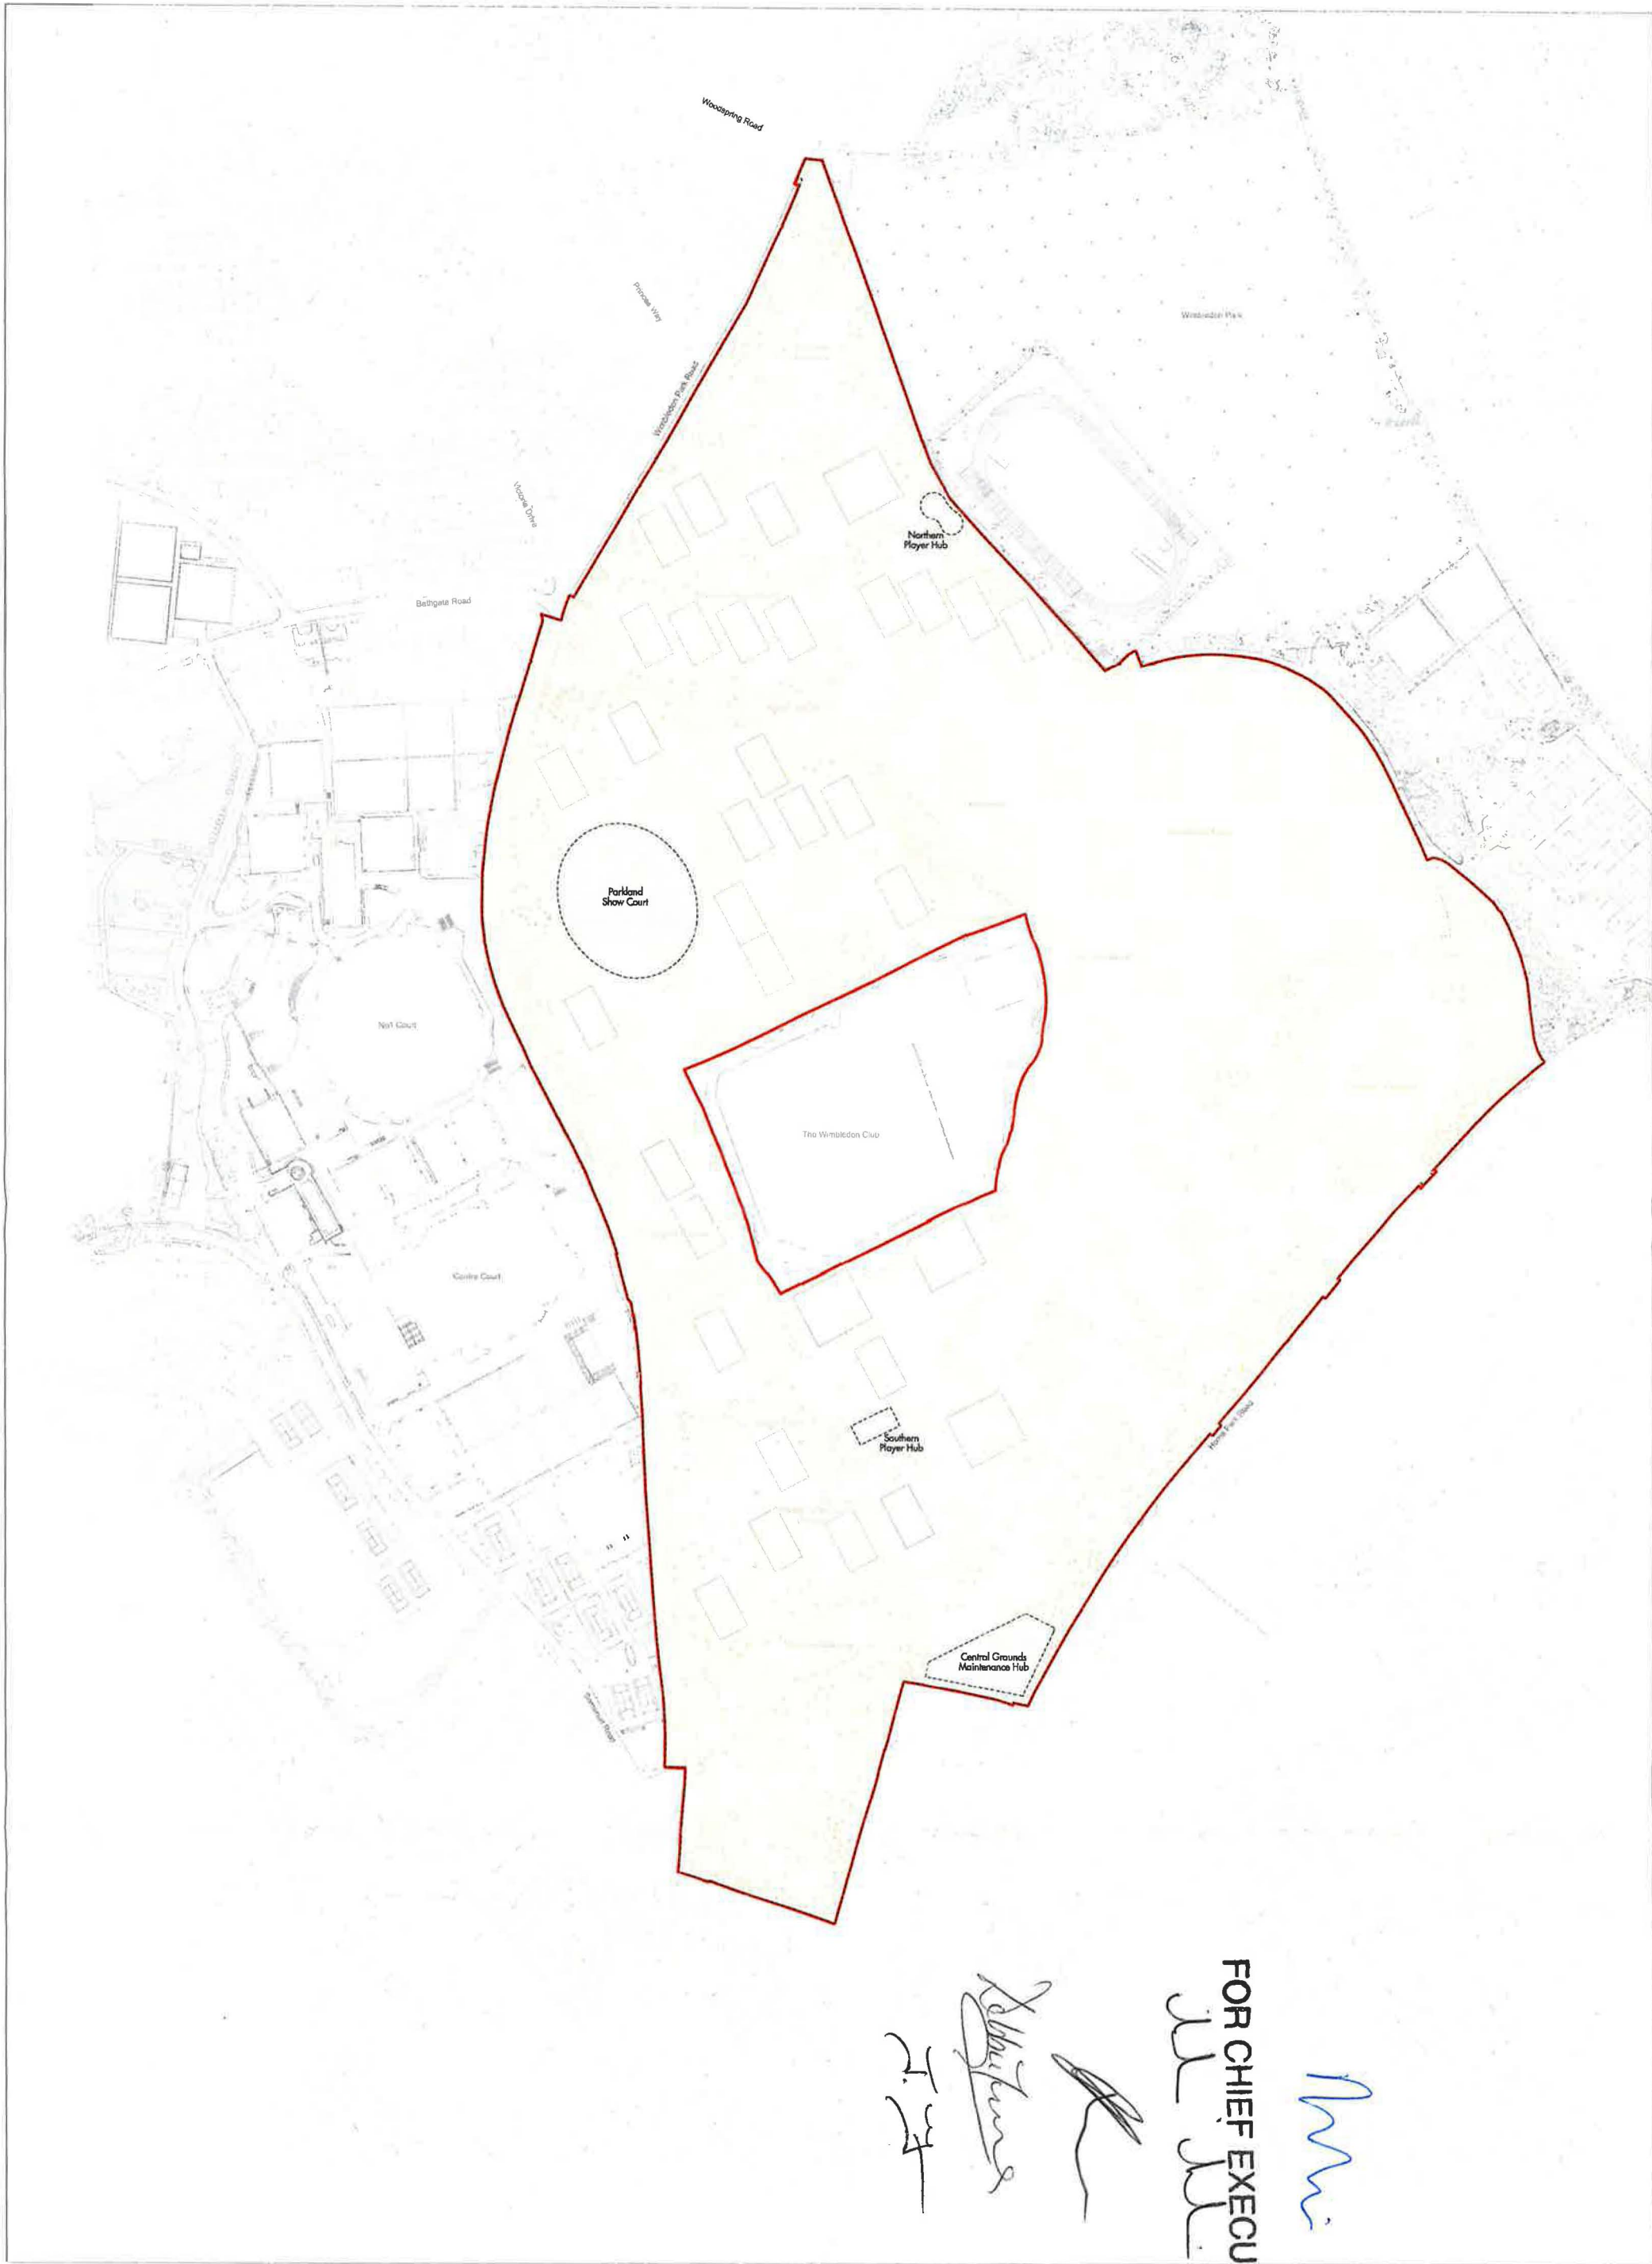 Woodspring Road
Princes Way
Wimbledon Park
Wimbledon Park Road
Victoria Drive
Northern
Player Hub
Bathgate Road
Parkland
Show Court
No1 Court
The Wimbledon Club
Centre Court
Home Park Road
Southern
Player Hub
Central Grounds
Maintenance Hub
Somerset Road
FOR CHIEF EXECU